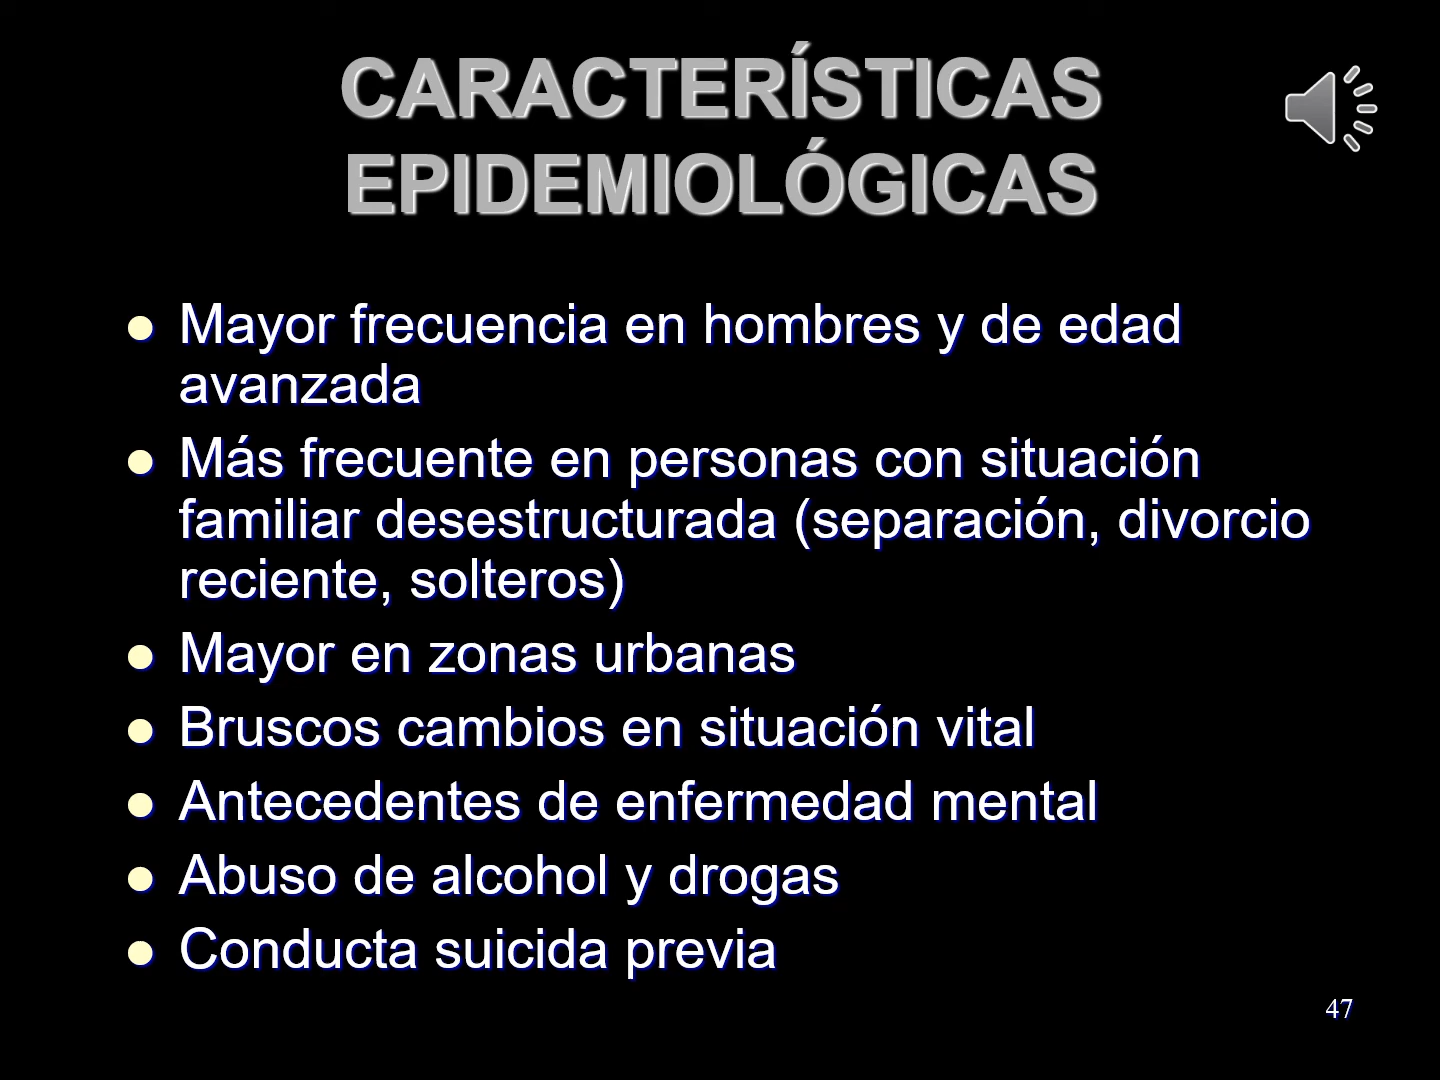 CARACTERÍSTICAS
EPIDEMIOLÓGICAS
Mayor frecuencia en hombres y de edad
avanzada
Más frecuente en personas con situación
familiar desestructurada (separación, divorcio
reciente, solteros)
Mayor en zonas urbanas
Bruscos cambios en situación vital
Antecedentes de enfermedad mental
Abuso de alcohol y drogas
Conducta suicida previa
47